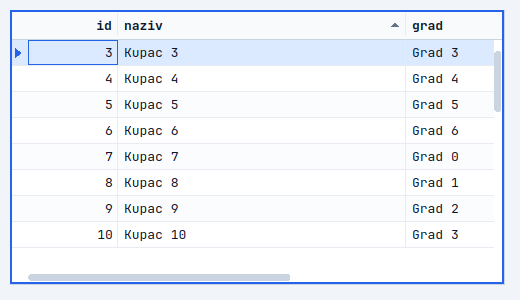 id naziv grad
3 Kupac 3 Grad 3
4 Kupac 4 Grad 4
5 Kupac 5 Grad 5
6 Kupac 6 Grad 6
7 Kupac 7 Grad 0
8 Kupac 8 Grad 1
9 Kupac 9 Grad 2
10 Kupac 10 Grad 3